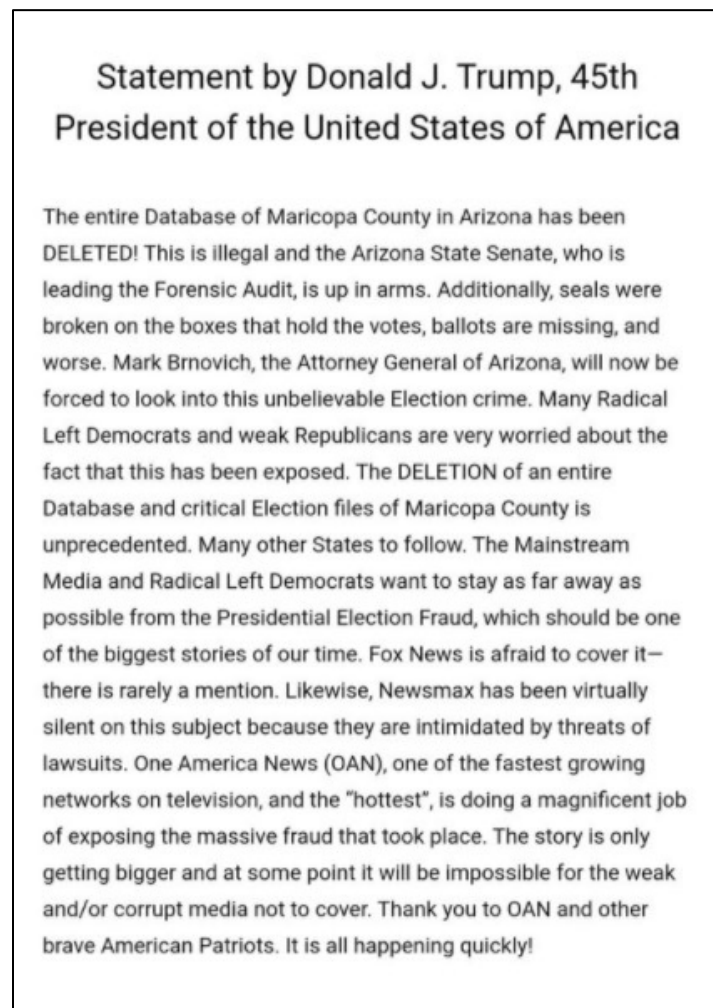 Statement by Donald J. Trump, 45th
President of the United States of America
The entire Database of Maricopa County in Arizona has been
DELETED! This is illegal and the Arizona State Senate, who is
leading the Forensic Audit, is up in arms. Additionally, seals were
broken on the boxes that hold the votes, ballots are missing, and
worse. Mark Brnovich, the Attorney General of Arizona, will now be
forced to look into this unbelievable Election crime. Many Radical
Left Democrats and weak Republicans are very worried about the
fact that this has been exposed. The DELETION of an entire
Database and critical Election files of Maricopa County is
unprecedented. Many other States to follow. The Mainstream
Media and Radical Left Democrats want to stay as far away as
possible from the Presidential Election Fraud, which should be one
of the biggest stories of our time. Fox News is afraid to cover it—
there is rarely a mention. Likewise, Newsmax has been virtually
silent on this subject because they are intimidated by threats of
lawsuits. One America News (OAN), one of the fastest growing
networks on television, and the “hottest”, is doing a magnificent job
of exposing the massive fraud that took place. The story is only
getting bigger and at some point it will be impossible for the weak
and/or corrupt media not to cover. Thank you to OAN and other
brave American Patriots. It is all happening quickly!